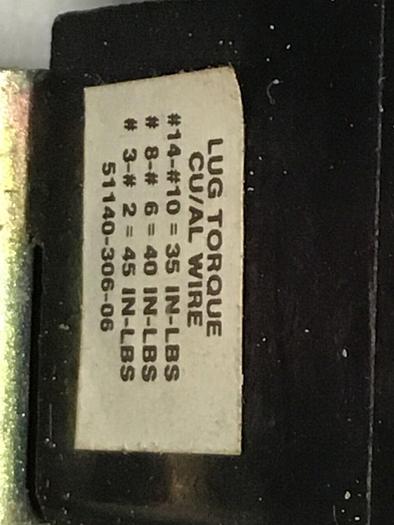 LUG TORQUE
CU/AL WIRE
#14-#10 = 35 IN-LBS
# 8-# 6 = 40 IN-LBS
# 3-# 2 = 45 IN-LBS
51140-306-06